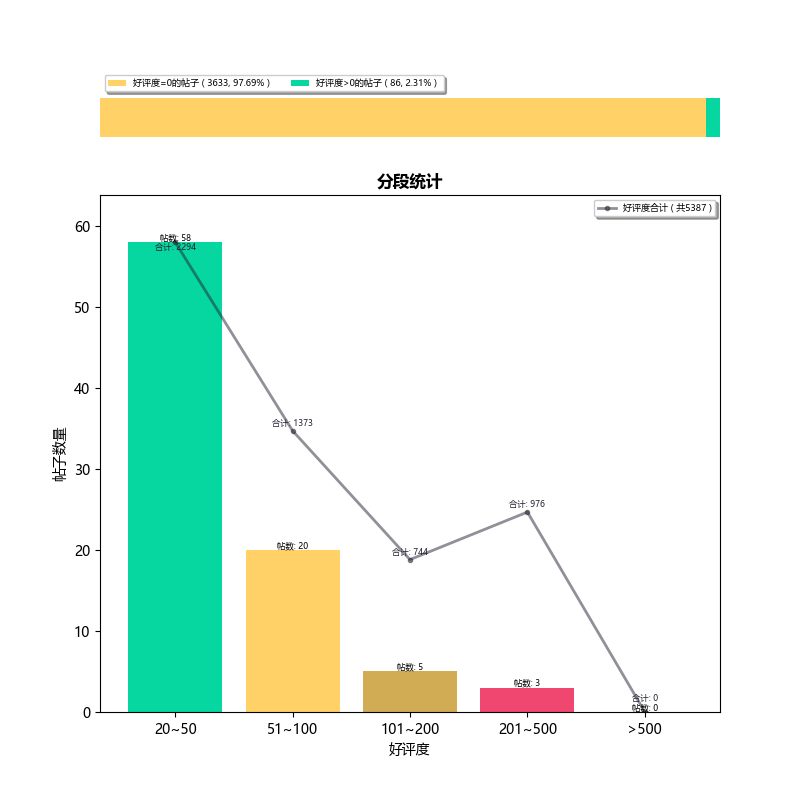 好评度=0的帖子 ( 3633, 97.69% )
好评度>0的帖子 ( 86, 2.31% )
分段统计
好评度合计 ( 共5387 )
60
50
40
30
20
10
0
帖子数量
帖数: 58
合计: 2294
合计: 1373
帖数: 20
合计: 744
帖数: 5
合计: 976
帖数: 3
合计: 0
帖数: 0
20~50
51~100
101~200
201~500
>500
好评度